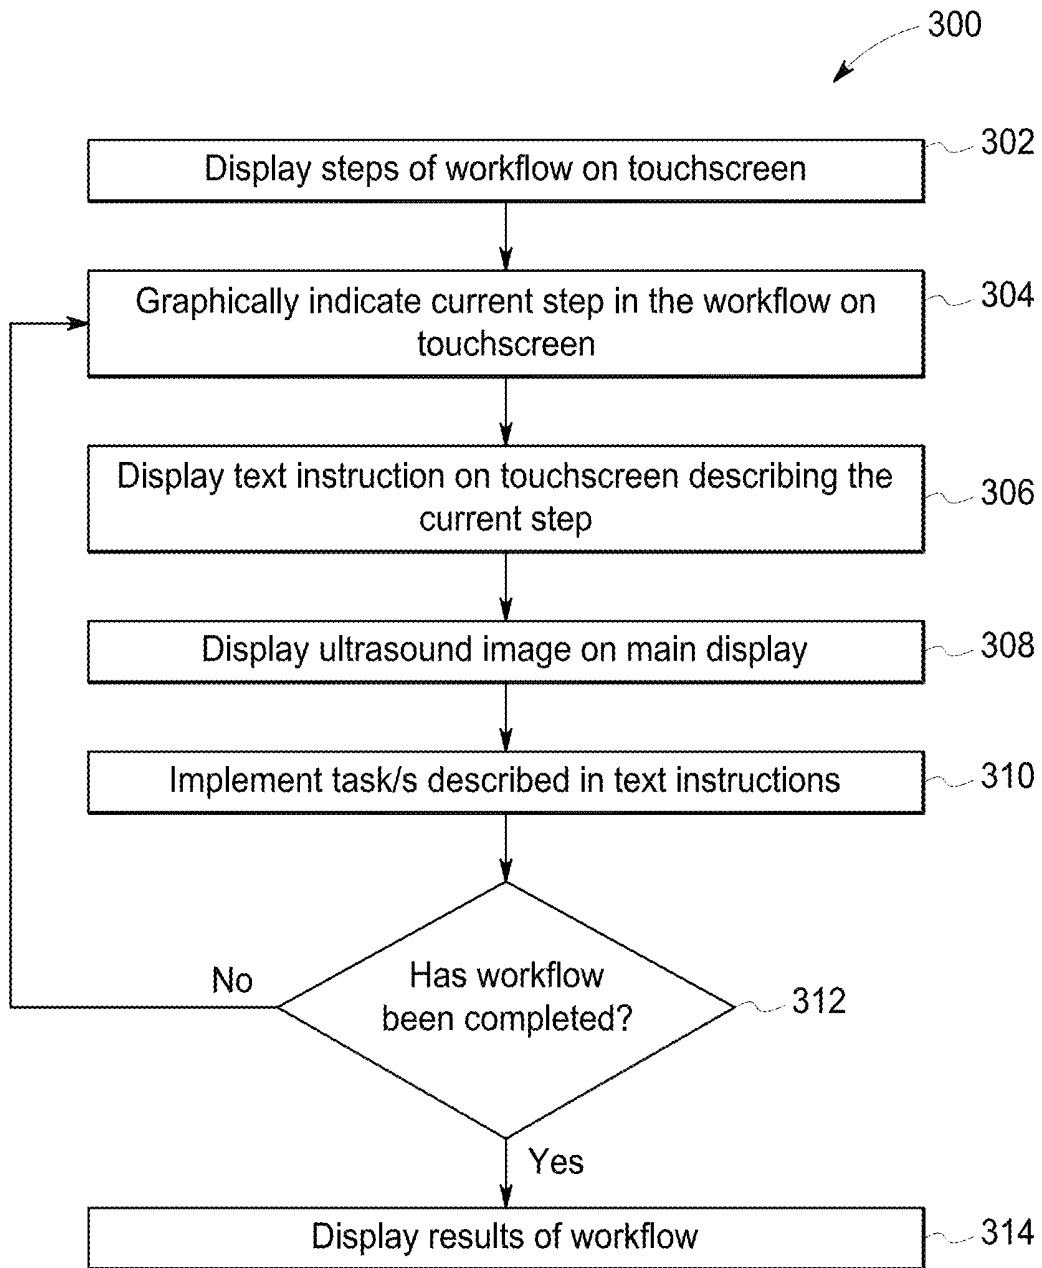 300
Display steps of workflow on touchscreen
302
Graphically indicate current step in the workflow on
touchscreen
304
Display text instruction on touchscreen describing the
current step
306
Display ultrasound image on main display
308
Implement task/s described in text instructions
310
Has workflow
been completed?
312
No
Yes
Display results of workflow
314